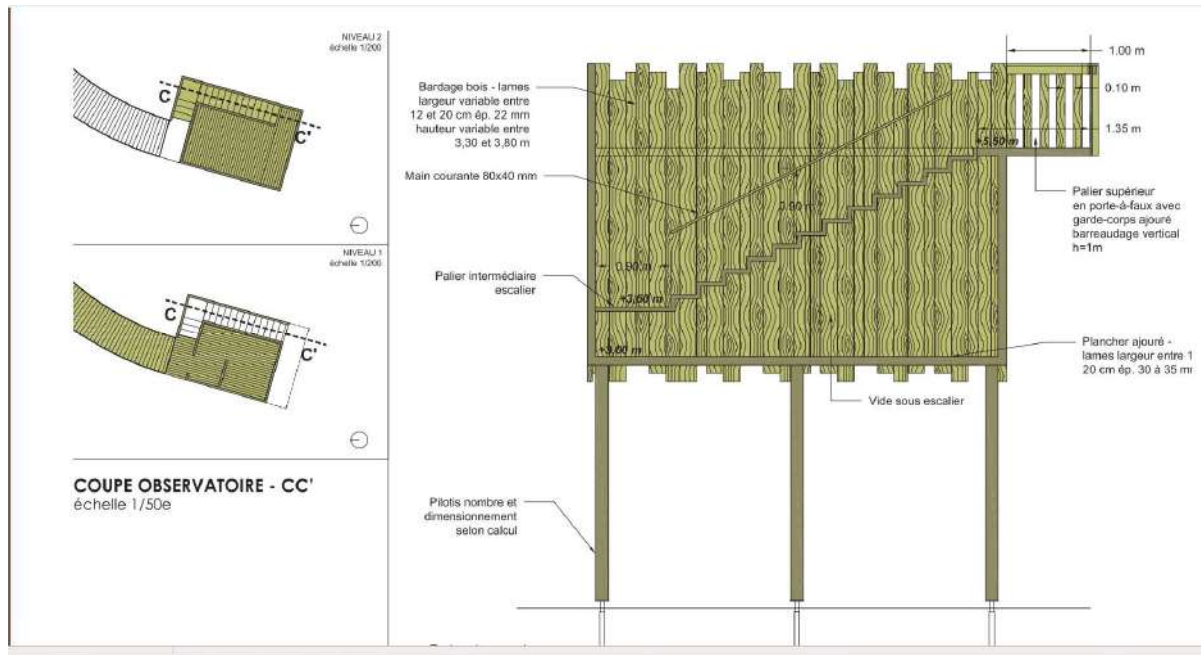 NIVEAU 2
échelle 1/200
C
C'
NIVEAU 1
échelle 1/200
C
C'
COUPE OBSERVATOIRE - CC'
échelle 1/50e
Bardage bois - lames
largeur variable entre
12 et 20 cm ép. 22 mm
hauteur variable entre
3,30 et 3,80 m
Main courante 80x40 mm
Palier intermédiaire
escalier
Pilotis nombre et
dimensionnement
selon calcul
0.90 m
0.90 m
+3,60 m
+3,00 m
+5,50 m
1.00 m
0.10 m
1.35 m
Palier supérieur
en porte-à-faux avec
garde-corps ajouré
barreaudage vertical
h=1m
Plancher ajouré -
lames largeur entre 1
20 cm ép. 30 à 35 mm
Vide sous escalier